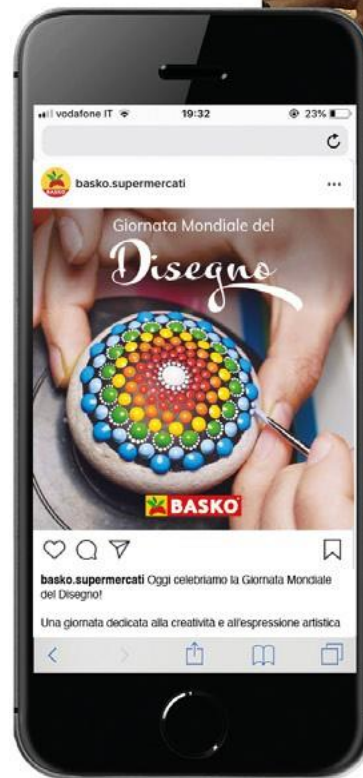 vodafone IT 19:32 23%
basko.supermercati
Giornata Mondiale del
Disegno
BASKO
basko.supermercati Oggi celebriamo la Giornata Mondiale
del Disegno!
Una giornata dedicata alla creatività e all'espressione artistica